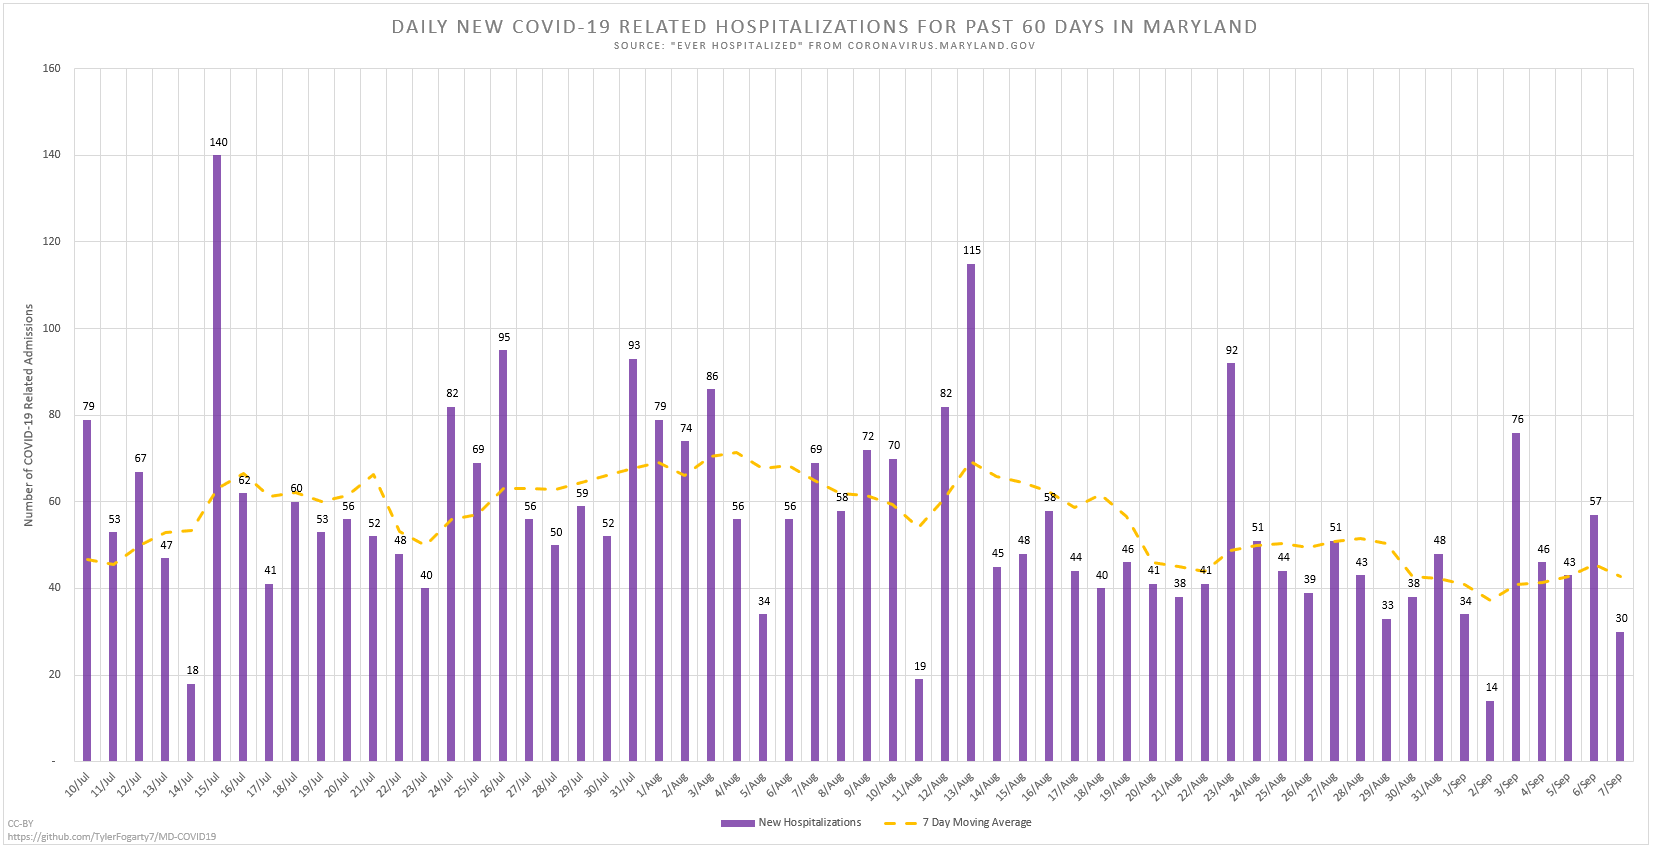 DAILY NEW COVID-19 RELATED HOSPITALIZATIONS FOR PAST 60 DAYS IN MARYLAND
SOURCE: "EVER HOSPITALIZED" FROM CORONAVIRUS.MARYLAND.GOV
Number of COVID-19 Related Admissions
160
140
120
100
80
60
40
20
-
79
53
67
47
18
140
62
41
60
53
56
52
48
40
82
69
95
56
50
59
52
93
79
74
86
56
34
56
69
58
72
70
19
82
115
45
48
58
44
40
46
41
38
41
92
51
44
39
51
43
33
38
48
34
14
76
46
43
57
30
10/Jul
11/Jul
12/Jul
13/Jul
14/Jul
15/Jul
16/Jul
17/Jul
18/Jul
19/Jul
20/Jul
21/Jul
22/Jul
23/Jul
24/Jul
25/Jul
26/Jul
27/Jul
28/Jul
29/Jul
30/Jul
31/Jul
1/Aug
2/Aug
3/Aug
4/Aug
5/Aug
6/Aug
7/Aug
8/Aug
9/Aug
10/Aug
11/Aug
12/Aug
13/Aug
14/Aug
15/Aug
16/Aug
17/Aug
18/Aug
19/Aug
20/Aug
21/Aug
22/Aug
23/Aug
24/Aug
25/Aug
26/Aug
27/Aug
28/Aug
29/Aug
30/Aug
31/Aug
1/Sep
2/Sep
3/Sep
4/Sep
5/Sep
6/Sep
7/Sep
New Hospitalizations
7 Day Moving Average
CC-BY
https://github.com/TylerFogarty7/MD-COVID19